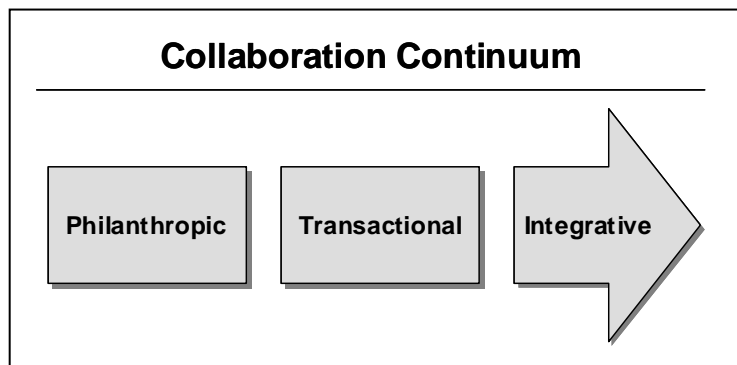 Collaboration Continuum
Philanthropic
Transactional
Integrative